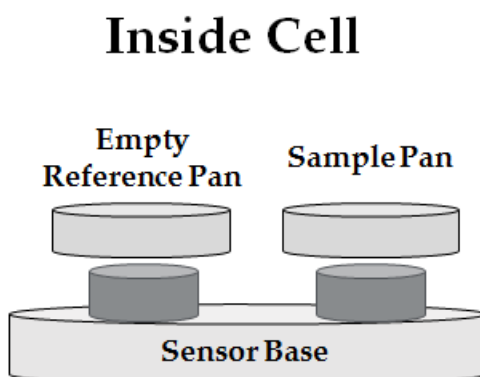 Inside Cell
Empty
Reference Pan
Sample Pan
Sensor Base